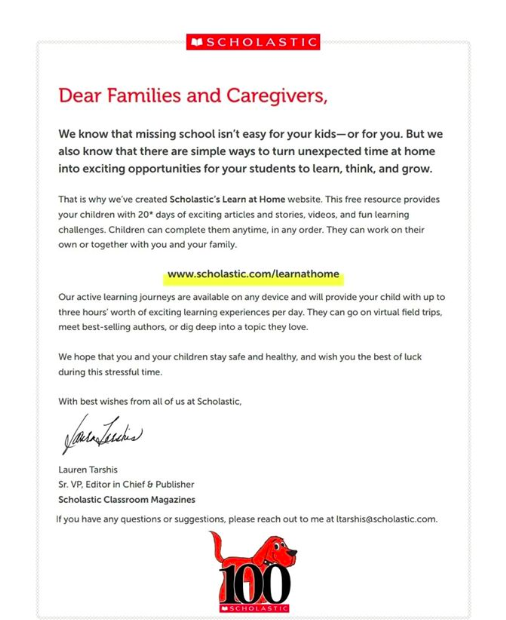 SCHOLASTIC
Dear Families and Caregivers,
We know that missing school isn't easy for your kids—or for you. But we
also know that there are simple ways to turn unexpected time at home
into exciting opportunities for your students to learn, think, and grow.
That is why we've created Scholastic's Learn at Home website. This free resource provides
your children with 20* days of exciting articles and stories, videos, and fun learning
challenges. Children can complete them anytime, in any order. They can work on their
own or together with you and your family.
www.scholastic.com/learnathome
Our active learning journeys are available on any device and will provide your child with up to
three hours' worth of exciting learning experiences per day. They can go on virtual field trips,
meet best-selling authors, or dig deep into a topic they love.
We hope that you and your children stay safe and healthy, and wish you the best of luck
during this stressful time.
With best wishes from all of us at Scholastic,
Lauren Tarshis
Lauren Tarshis
Sr. VP, Editor in Chief & Publisher
Scholastic Classroom Magazines
If you have any questions or suggestions, please reach out to me at ltarshis@scholastic.com.
100
SCHOLASTIC